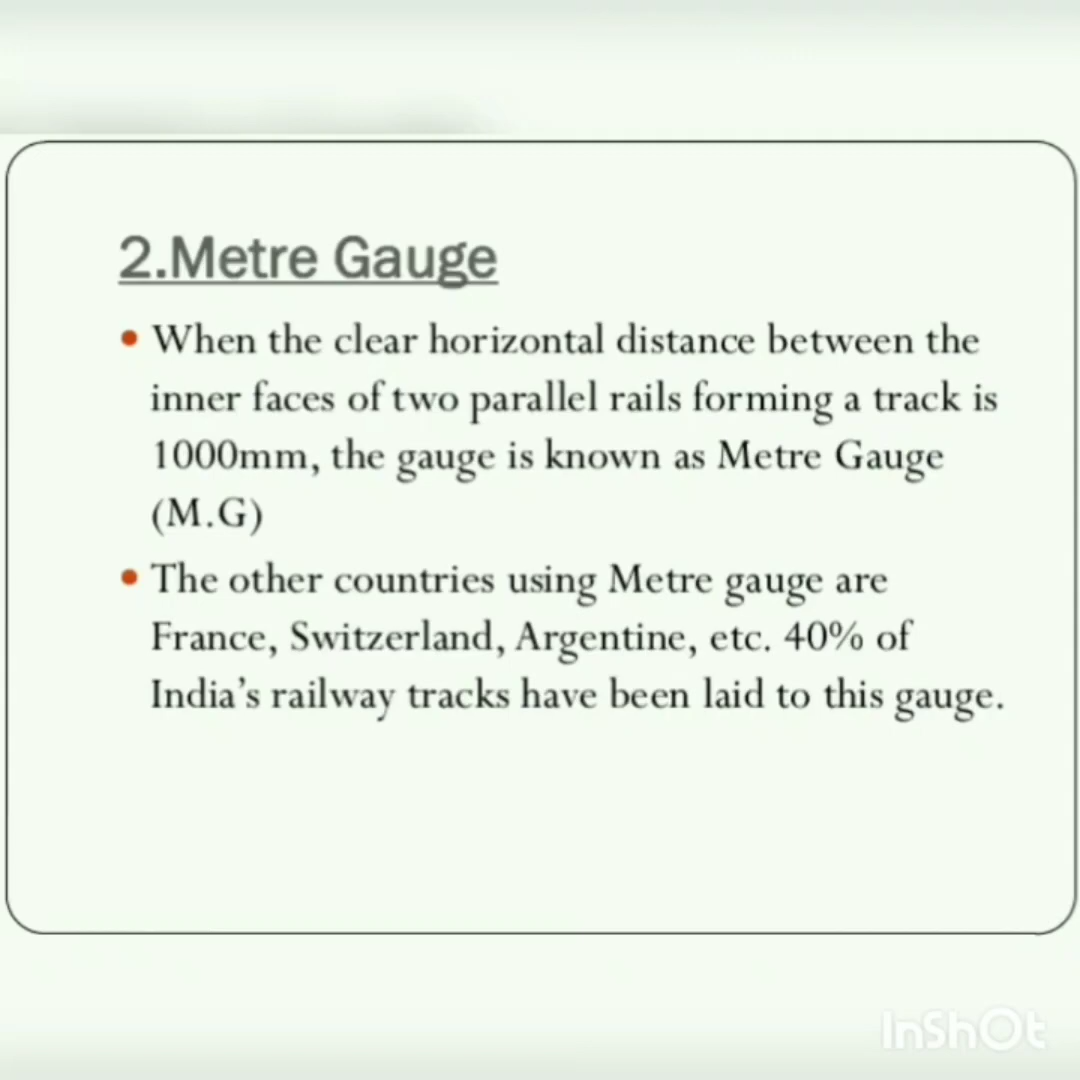 2.Metre Gauge
• When the clear horizontal distance between the
inner faces of two parallel rails forming a track is
1000mm, the gauge is known as Metre Gauge
(M.G)
• The other countries using Metre gauge are
France, Switzerland, Argentine, etc. 40% of
India’s railway tracks have been laid to this gauge.
InShOt